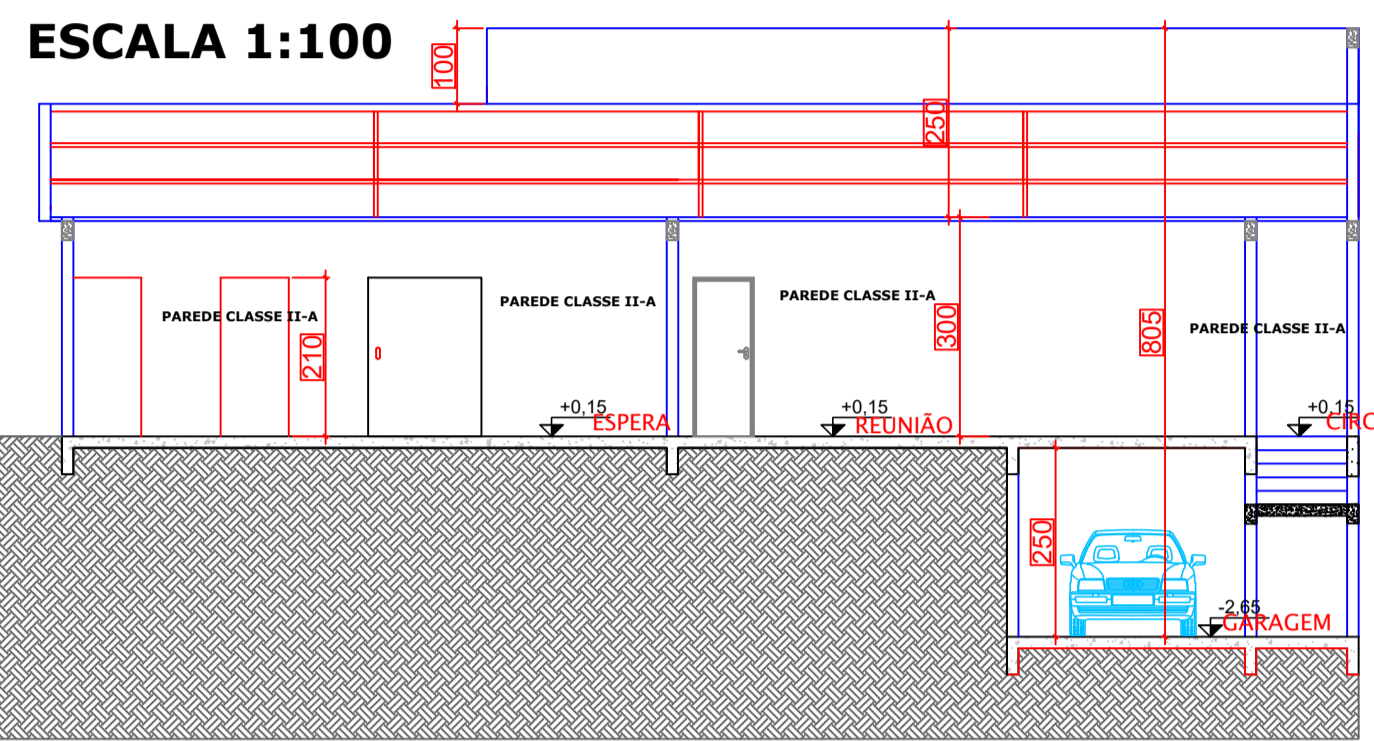 ESCALA 1:100
100
250
PAREDE CLASSE II-A
PAREDE CLASSE II-A
PAREDE CLASSE II-A
PAREDE CLASSE II-A
210
300
805
+0,15
ESPERA
+0,15
REUNIÃO
+0,15
CIRC
250
-2,65
GARAGEM